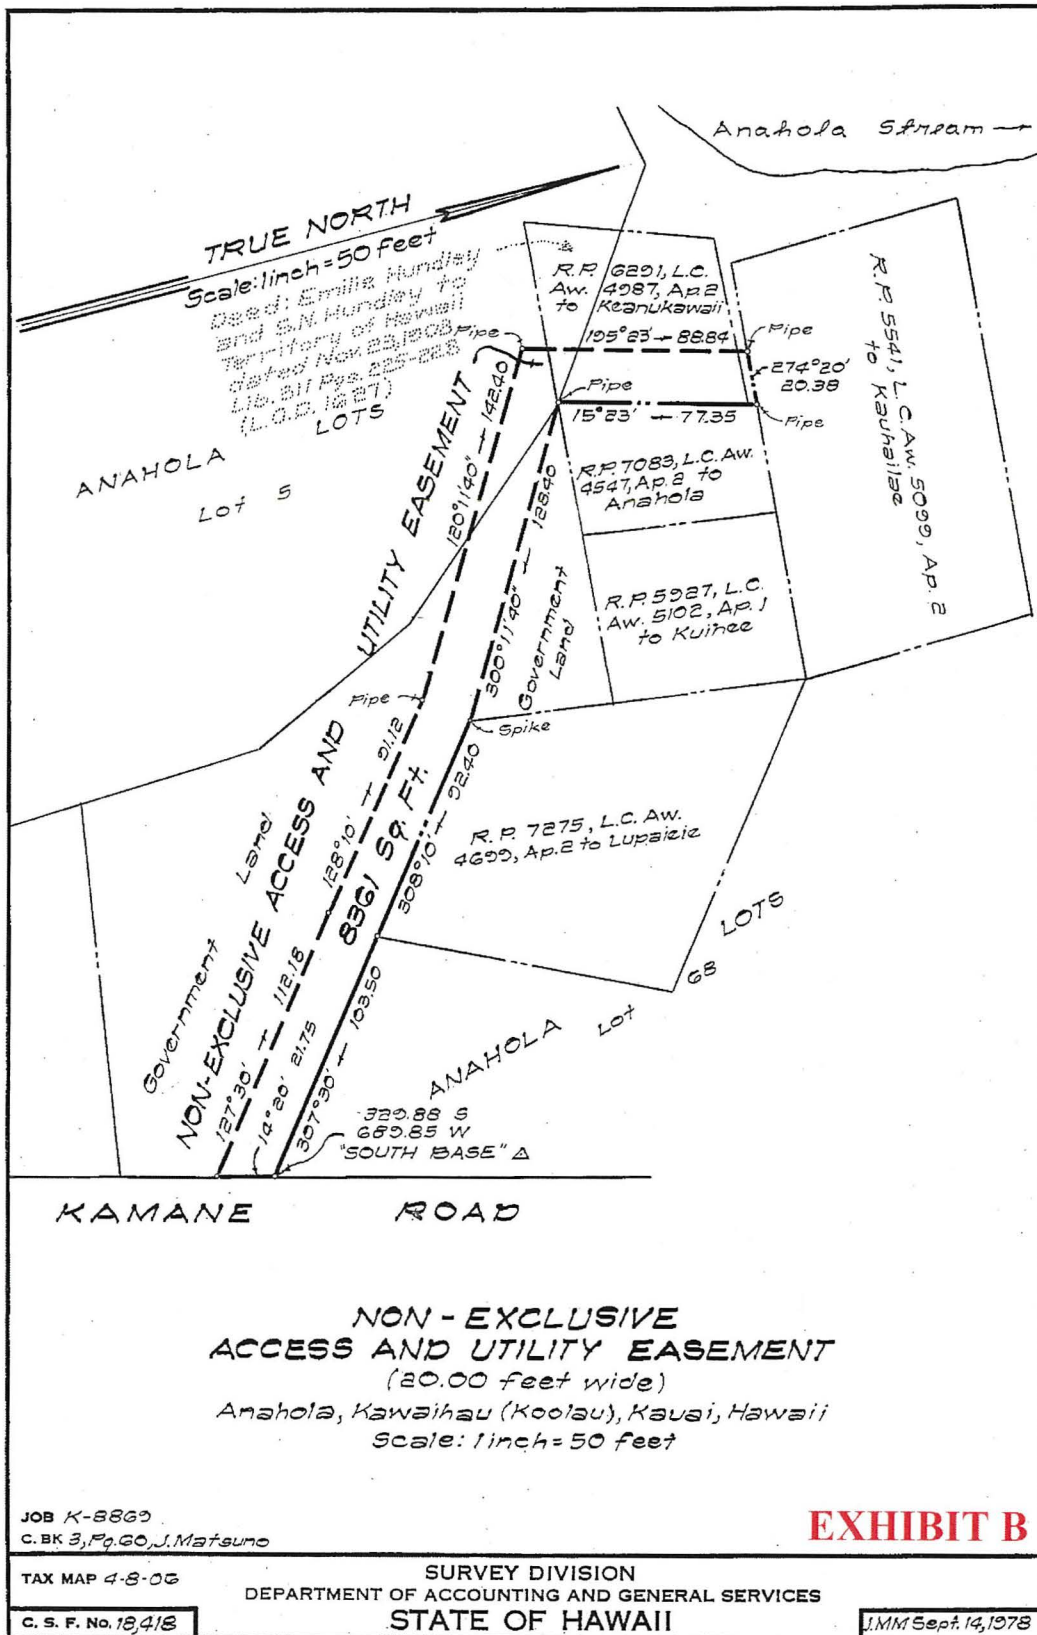 Anahola Stream →
TRUE NORTH
Scale: 1inch = 50 feet
Deed: Emilie Hundley
and S.N. Hundley to
Territory of Hawaii
dated Nov. 23, 1908
Lib. 311 Pgs. 225-228
(L.O.D. 1627)
R.P. 6291, L.C.
Aw. 4987, Ap. 2
to Keanukawaii
Pipe
195°23' → 88.84
Pipe
274°20'
20.38
Pipe
Pipe
15°23' ← 77.35
R.P. 5541, L.C. Aw. 5099, Ap. 2
to Kauhailae
ANAHOLA LOTS
Lot 5
UTILITY EASEMENT
120°11'40" → 142.40
R.P. 7083, L.C. Aw.
4547, Ap. 2 to
Anahola
300°11'40" ← 128.40
Government
Land
R.P. 5927, L.C.
Aw. 5102, Ap. 1
to Kuihee
Pipe
Spike
NON-EXCLUSIVE ACCESS AND
128°10' → 91.12
8361 Sq. Ft.
308°10' ← 92.40
R.P. 7275, L.C. Aw.
4699, Ap. 2 to Lupaieie
Government Land
127°30' → 112.18
14°20' 21.75
307°30' ← 103.50
ANAHOLA LOTS
Lot 68
329.88 S
689.85 W
"SOUTH BASE" Δ
KAMANE ROAD
NON-EXCLUSIVE
ACCESS AND UTILITY EASEMENT
(20.00 feet wide)
Anahola, Kawaihau (Koolau), Kauai, Hawaii
Scale: 1inch = 50 feet
JOB K-8869
C. BK 3, Pg. 60, J. Matsuno
EXHIBIT B
TAX MAP 4-8-06
SURVEY DIVISION
DEPARTMENT OF ACCOUNTING AND GENERAL SERVICES
C. S. F. No. 18,418
STATE OF HAWAII
J.MM Sept. 14, 1978